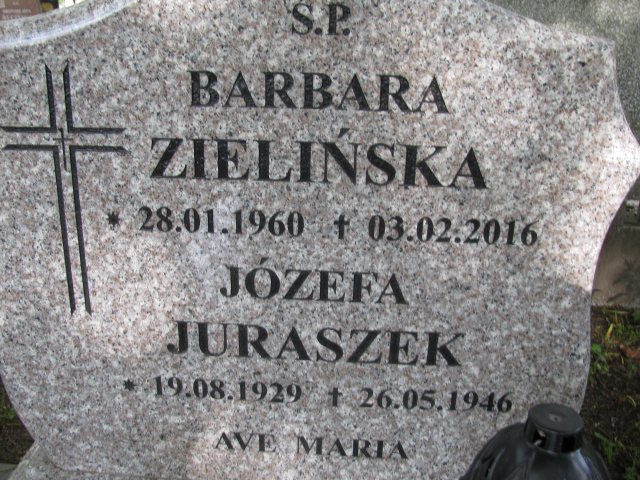 S.P.
BARBARA
ZIELIŃSKA
* 28.01.1960 † 03.02.2016
JÓZEFA
JURASZEK
* 19.08.1929 † 26.05.1946
AVE MARIA